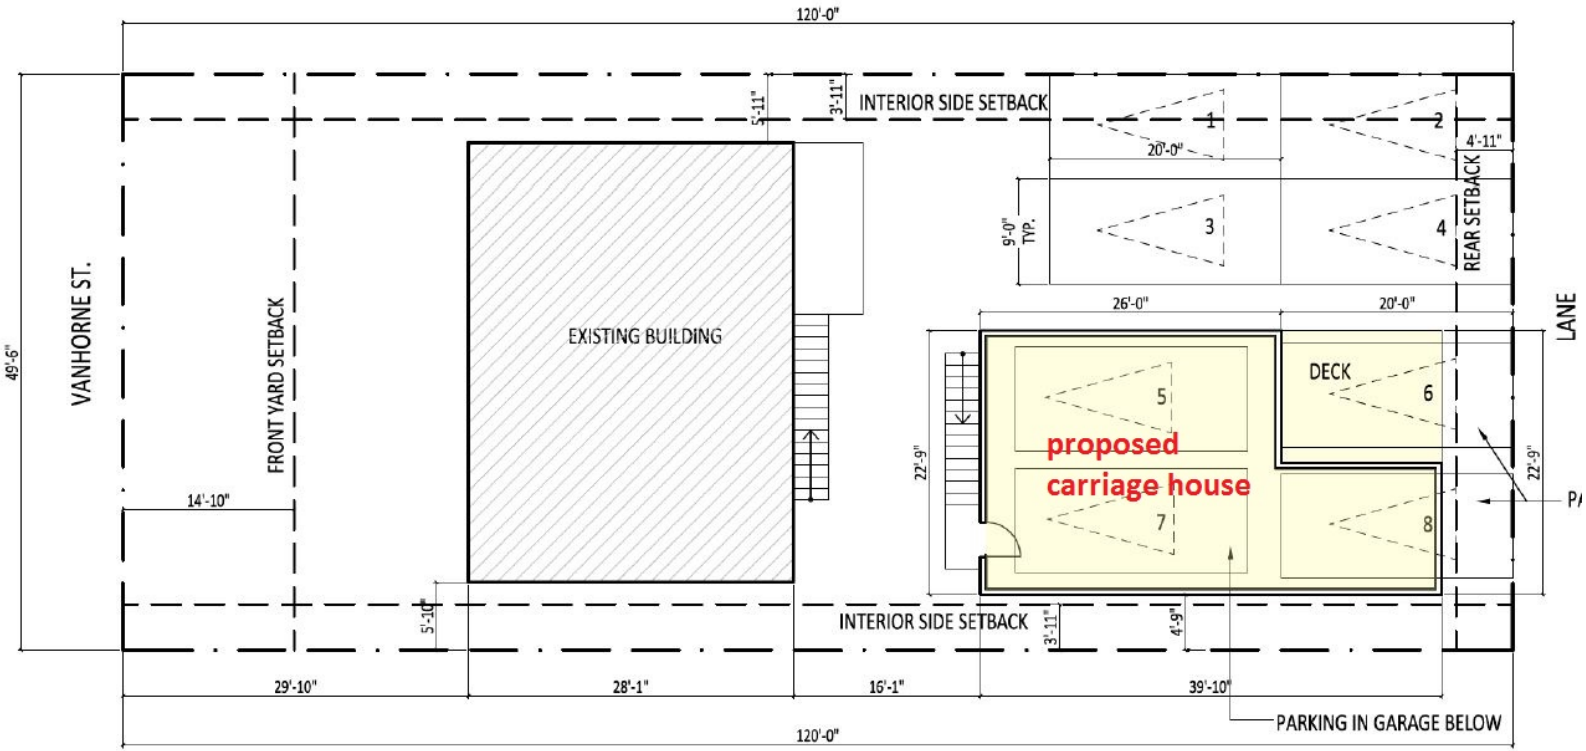 120'-0"
5'-11"
3'-11"
INTERIOR SIDE SETBACK
1
2
20'-0"
4'-11"
REAR SETBACK
9'-0"
TYP.
3
4
26'-0"
20'-0"
49'-6"
VANHORNE ST.
FRONT YARD SETBACK
EXISTING BUILDING
LANE
DECK
5
6
proposed
carriage house
22'-9"
22'-9"
14'-10"
7
8
PA
5'-10"
INTERIOR SIDE SETBACK
3'-11"
4'-9"
29'-10"
28'-1"
16'-1"
39'-10"
PARKING IN GARAGE BELOW
120'-0"